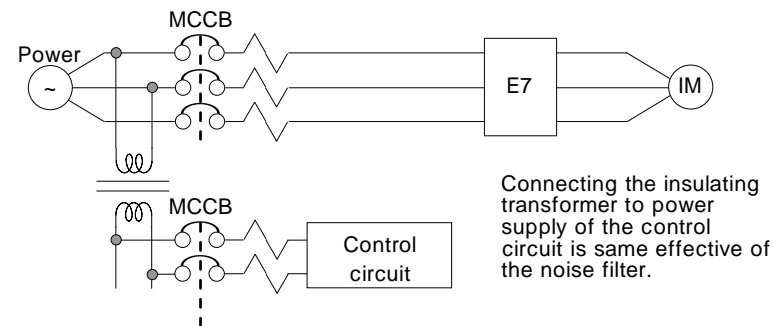 MCCB
Power
~
E7
IM
MCCB
Control
circuit
Connecting the insulating
transformer to power
supply of the control
circuit is same effective of
the noise filter.